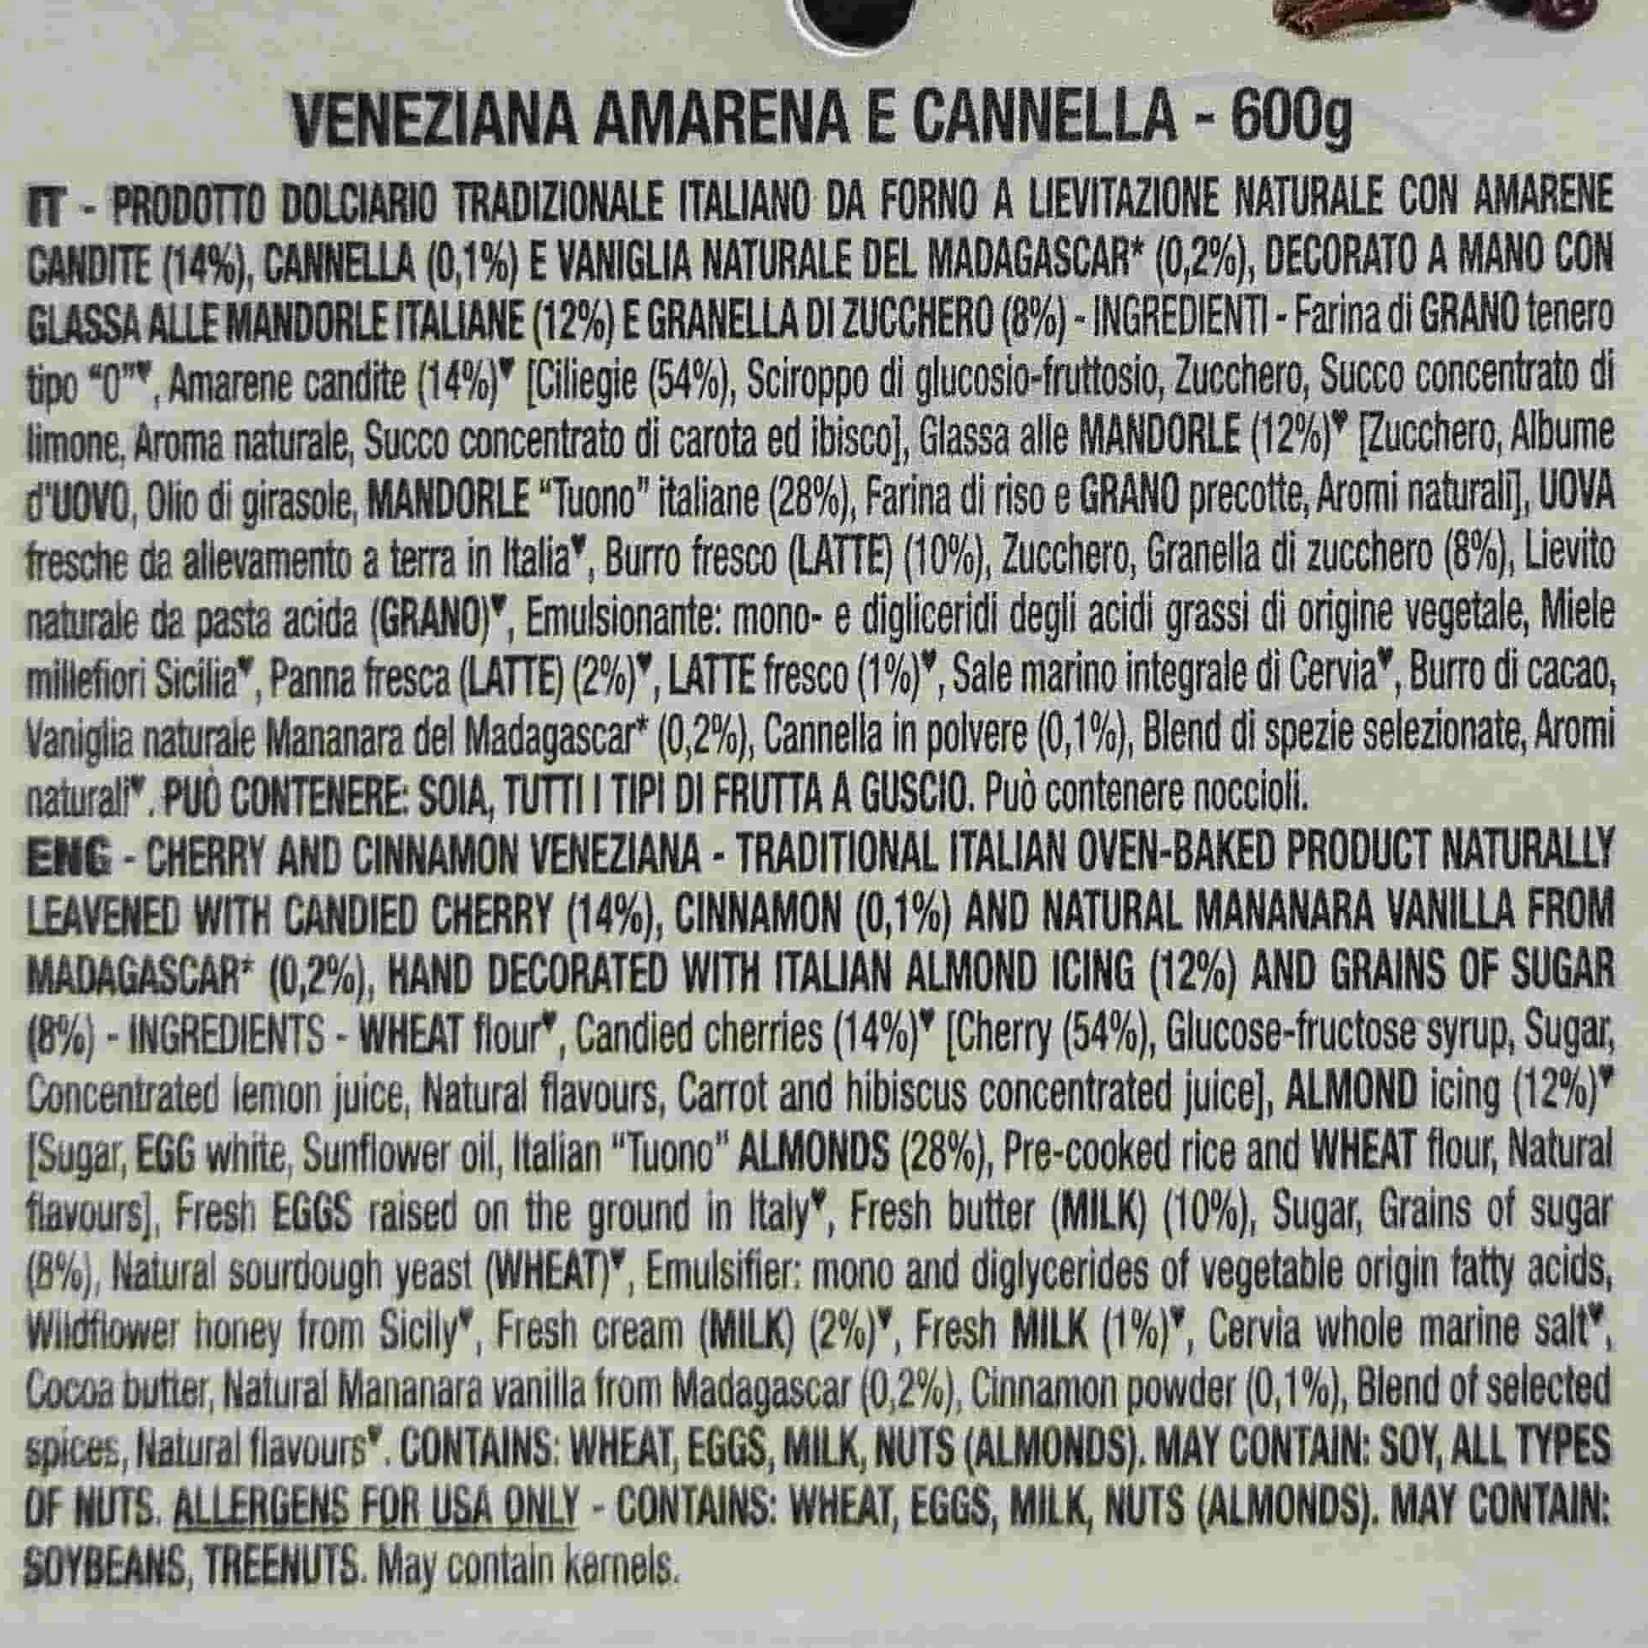 VENEZIANA AMARENA E CANNELLA - 600g
IT - PRODOTTO DOLCIARIO TRADIZIONALE ITALIANO DA FORNO A LIEVITAZIONE NATURALE CON AMARENE
CANDITE (14%), CANNELLA (0,1%) E VANIGLIA NATURALE DEL MADAGASCAR* (0,2%), DECORATO A MANO CON
GLASSA ALLE MANDORLE ITALIANE (12%) E GRANELLA DI ZUCCHERO (8%) - INGREDIENTI - Farina di GRANO tenero
tipo “0”♥, Amarene candite (14%)♥ [Ciliegie (54%), Sciroppo di glucosio-fruttosio, Zucchero, Succo concentrato di
limone, Aroma naturale, Succo concentrato di carota ed ibisco], Glassa alle MANDORLE (12%)♥ [Zucchero, Albume
d'UOVO, Olio di girasole, MANDORLE “Tuono” italiane (28%), Farina di riso e GRANO precotte, Aromi naturali], UOVA
fresche da allevamento a terra in Italia♥, Burro fresco (LATTE) (10%), Zucchero, Granella di zucchero (8%), Lievito
naturale da pasta acida (GRANO)♥, Emulsionante: mono- e digliceridi degli acidi grassi di origine vegetale, Miele
millefiori Sicilia♥, Panna fresca (LATTE) (2%)♥, LATTE fresco (1%)♥, Sale marino integrale di Cervia♥, Burro di cacao,
Vaniglia naturale Mananara del Madagascar* (0,2%), Cannella in polvere (0,1%), Blend di spezie selezionate, Aromi
naturali♥. PUÒ CONTENERE: SOIA, TUTTI I TIPI DI FRUTTA A GUSCIO. Può contenere noccioli.
ENG - CHERRY AND CINNAMON VENEZIANA - TRADITIONAL ITALIAN OVEN-BAKED PRODUCT NATURALLY
LEAVENED WITH CANDIED CHERRY (14%), CINNAMON (0,1%) AND NATURAL MANANARA VANILLA FROM
MADAGASCAR* (0,2%), HAND DECORATED WITH ITALIAN ALMOND ICING (12%) AND GRAINS OF SUGAR
(8%) - INGREDIENTS - WHEAT flour♥, Candied cherries (14%)♥ [Cherry (54%), Glucose-fructose syrup, Sugar,
Concentrated lemon juice, Natural flavours, Carrot and hibiscus concentrated juice], ALMOND icing (12%)♥
[Sugar, EGG white, Sunflower oil, Italian “Tuono” ALMONDS (28%), Pre-cooked rice and WHEAT flour, Natural
flavours], Fresh EGGS raised on the ground in Italy♥, Fresh butter (MILK) (10%), Sugar, Grains of sugar
(8%), Natural sourdough yeast (WHEAT)♥, Emulsifier: mono and diglycerides of vegetable origin fatty acids,
Wildflower honey from Sicily♥, Fresh cream (MILK) (2%)♥, Fresh MILK (1%)♥, Cervia whole marine salt♥,
Cocoa butter, Natural Mananara vanilla from Madagascar (0,2%), Cinnamon powder (0,1%), Blend of selected
spices, Natural flavours♥. CONTAINS: WHEAT, EGGS, MILK, NUTS (ALMONDS). MAY CONTAIN: SOY, ALL TYPES
OF NUTS. ALLERGENS FOR USA ONLY - CONTAINS: WHEAT, EGGS, MILK, NUTS (ALMONDS). MAY CONTAIN:
SOYBEANS, TREENUTS. May contain kernels.